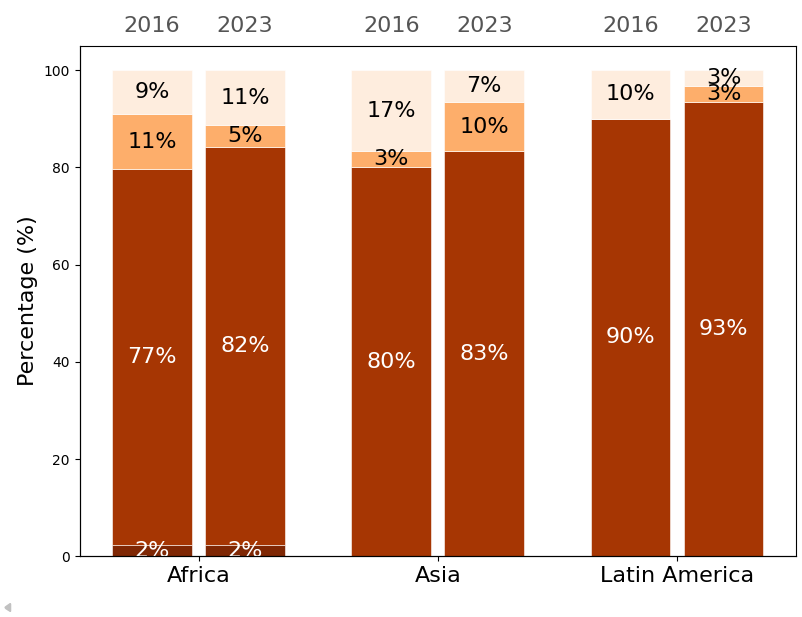 2016 2023 2016 2023 2016 2023
100
80
60
40
20
0
Percentage (%)
9% 11% 17% 7% 10% 3%
11% 5% 3% 10% 3%
77% 82% 80% 83% 90% 93%
2% 2%
Africa Asia Latin America